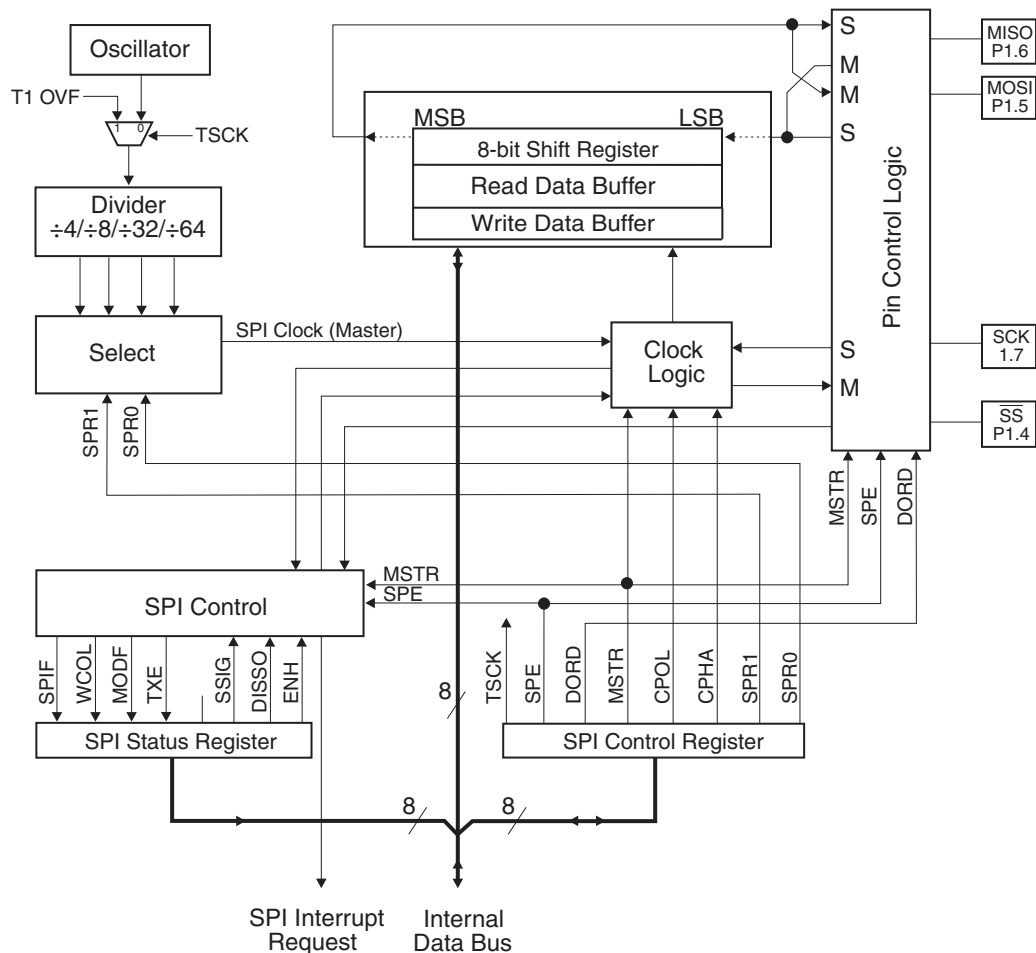 Oscillator
T1 OVF
1 0
TSCK
Divider
÷4/÷8/÷32/÷64
Select
SPI Clock (Master)
SPR1
SPR0
MSB
LSB
8-bit Shift Register
Read Data Buffer
Write Data Buffer
Clock
Logic
S
M
M
S
S
M
Pin Control Logic
MISO
P1.6
MOSI
P1.5
SCK
1.7
SS
P1.4
MSTR
SPE
DORD
MSTR
SPE
SPI Control
SPIF
WCOL
MODF
TXE
SSIG
DISSO
ENH
SPI Status Register
TSCK
SPE
DORD
MSTR
CPOL
CPHA
SPR1
SPR0
SPI Control Register
8
8
8
SPI Interrupt
Request
Internal
Data Bus